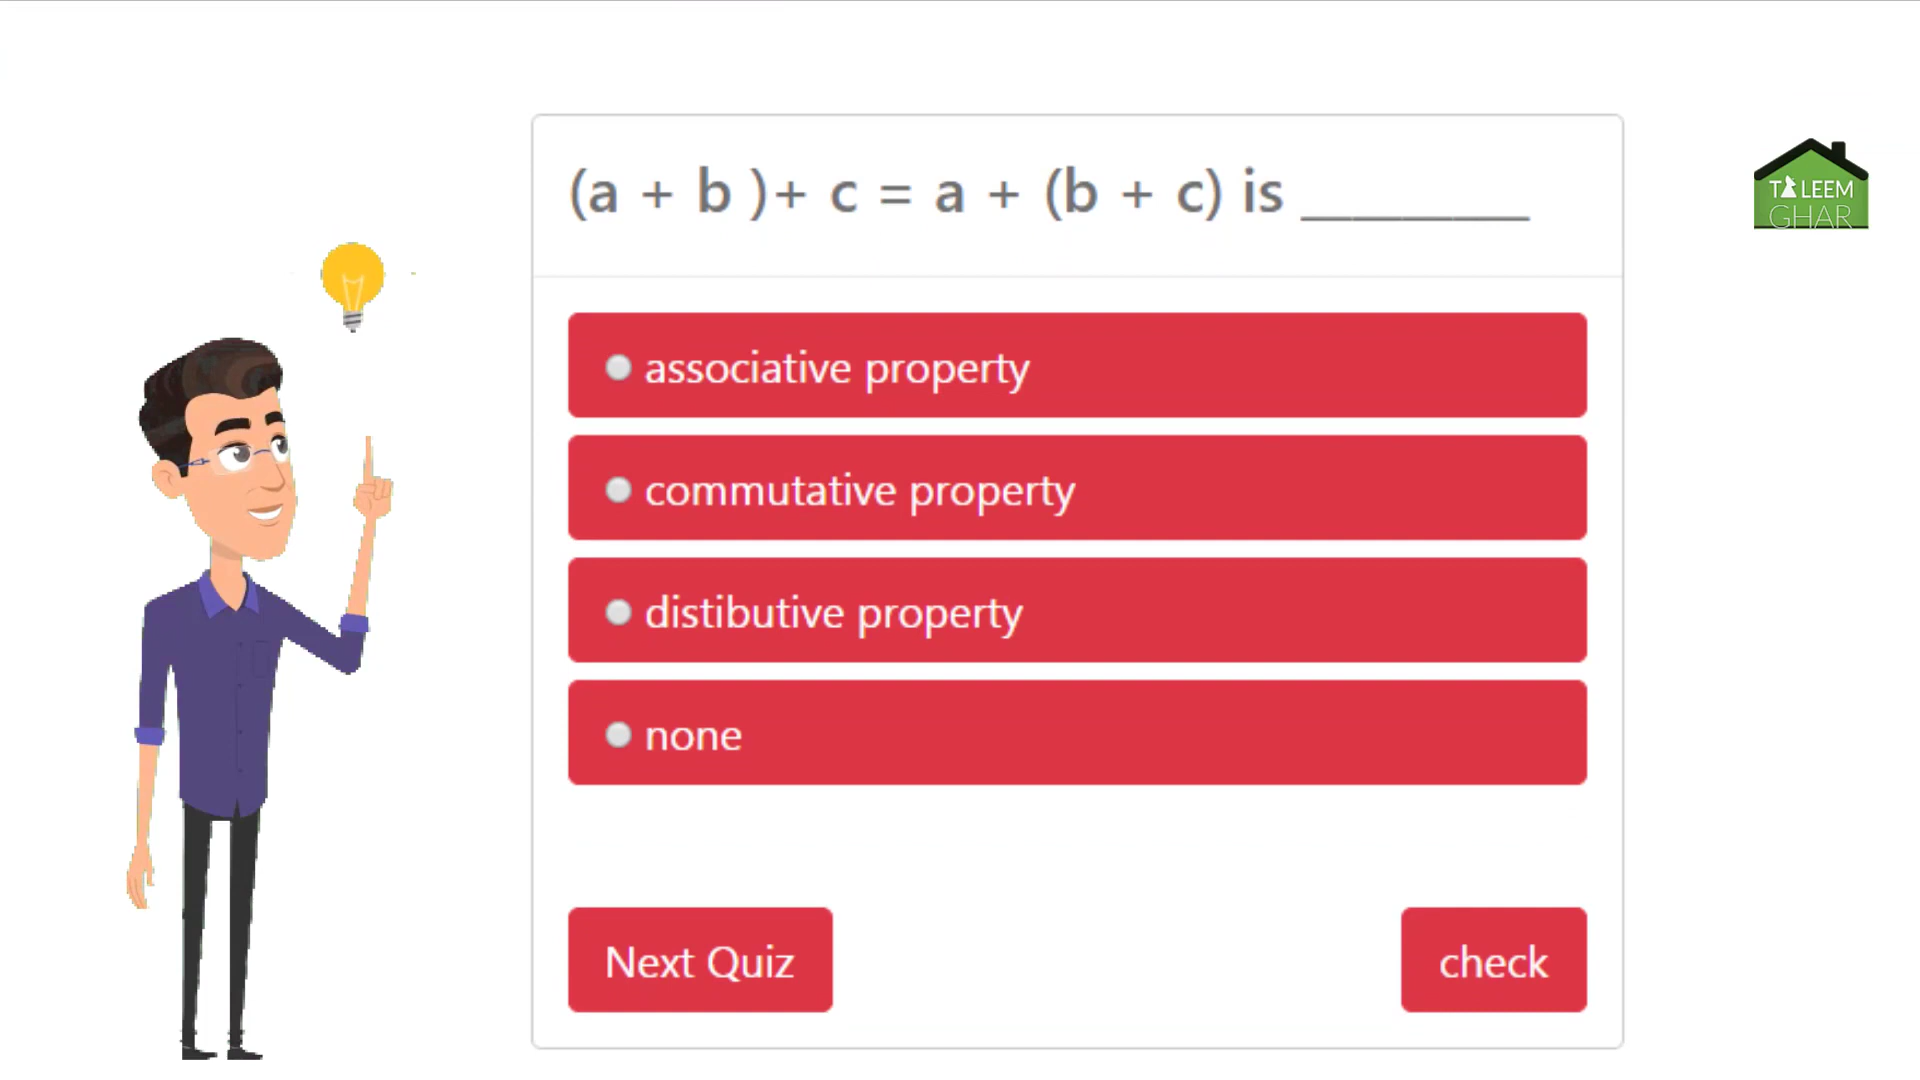 (a + b )+ c = a + (b + c) is ________
TALEEM
GHAR
associative property
commutative property
distibutive property
none
Next Quiz
check